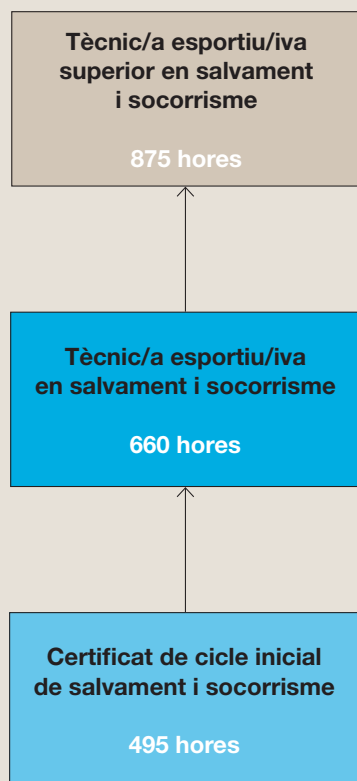 Tècnic/a esportiu/iva
superior en salvament
i socorrisme
875 hores
Tècnic/a esportiu/iva
en salvament i socorrisme
660 hores
Certificat de cicle inicial
de salvament i socorrisme
495 hores